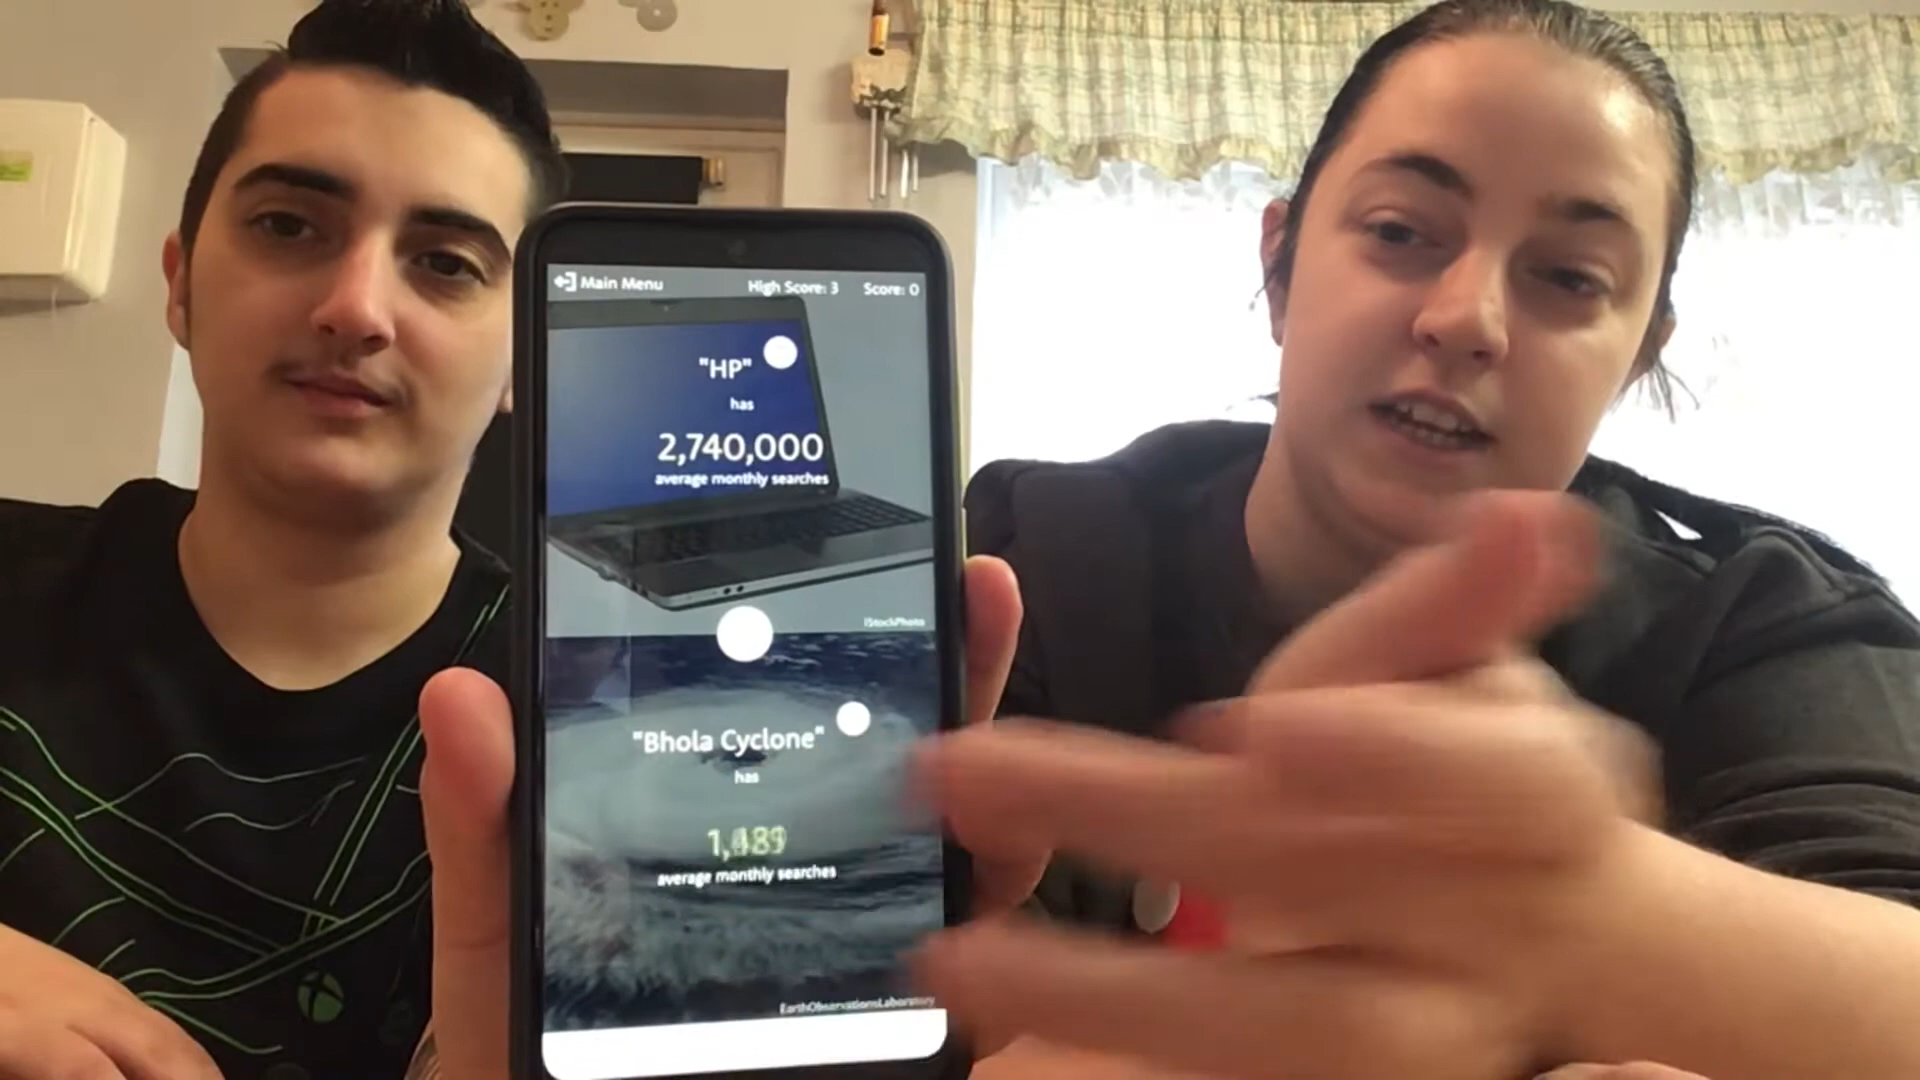 Main Menu High Score: 3 Score: 0
"HP"
has
2,740,000
average monthly searches
iStockPhoto
"Bhola Cyclone"
has
average monthly searches
EarthObservationsLaboratory